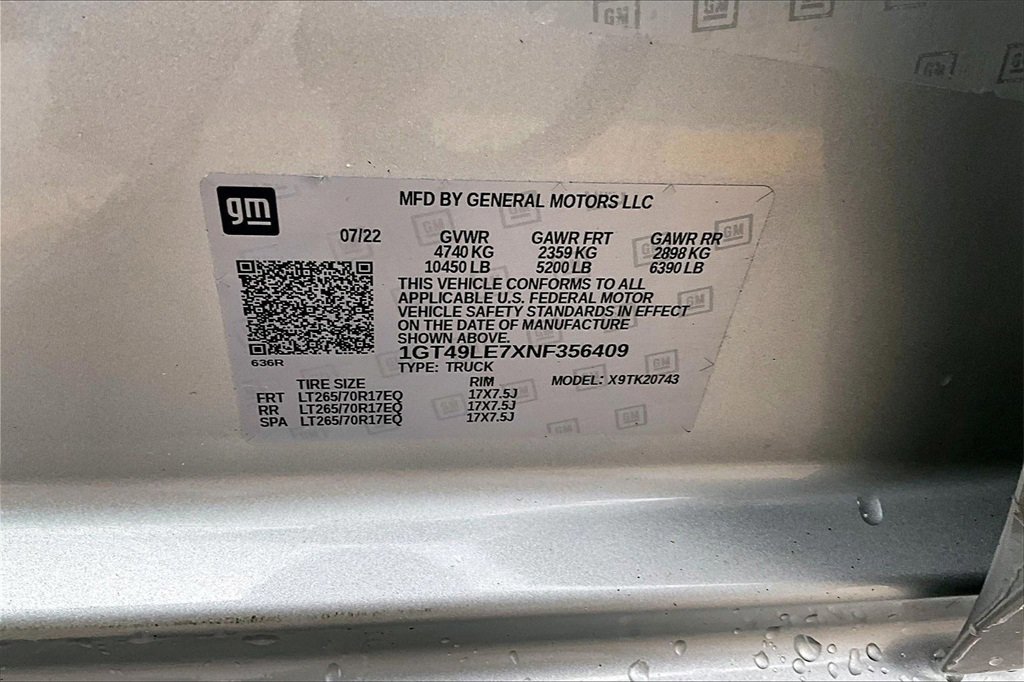 gm
MFD BY GENERAL MOTORS LLC
07/22 GVWR GAWR FRT GAWR RR
4740 KG 2359 KG 2898 KG
10450 LB 5200 LB 6390 LB
THIS VEHICLE CONFORMS TO ALL
APPLICABLE U.S. FEDERAL MOTOR
VEHICLE SAFETY STANDARDS IN EFFECT
ON THE DATE OF MANUFACTURE
SHOWN ABOVE.
1GT49LE7XNF356409
636R
TYPE: TRUCK
TIRE SIZE RIM MODEL: X9TK20743
FRT LT265/70R17EQ 17X7.5J
RR LT265/70R17EQ 17X7.5J
SPA LT265/70R17EQ 17X7.5J